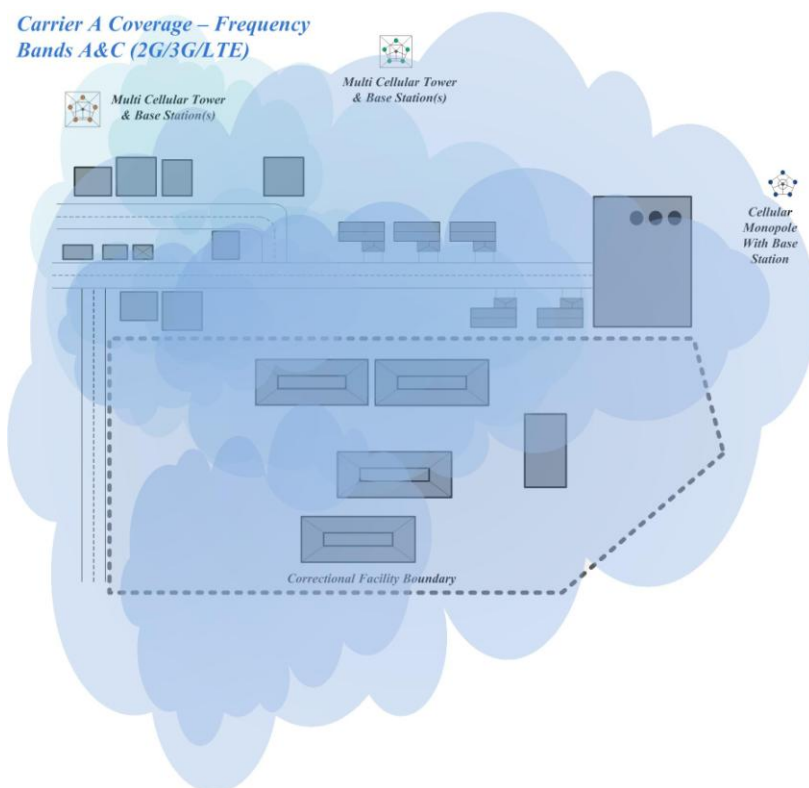 Carrier A Coverage – Frequency
Bands A&C (2G/3G/LTE)
Multi Cellular Tower
& Base Station(s)
Multi Cellular Tower
& Base Station(s)
Cellular
Monopole
With Base
Station
Correctional Facility Boundary